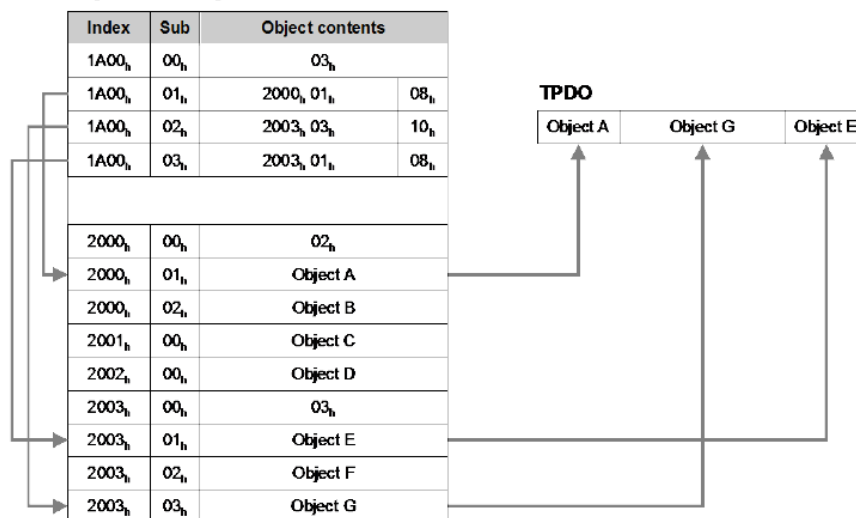 Index Sub Object contents
1A00h 00h 03h
1A00h 01h 2000h 01h 08h
1A00h 02h 2003h 03h 10h
1A00h 03h 2003h 01h 08h
TPDO
Object A Object G Object E
2000h 00h 02h
2000h 01h Object A
2000h 02h Object B
2001h 00h Object C
2002h 00h Object D
2003h 00h 03h
2003h 01h Object E
2003h 02h Object F
2003h 03h Object G